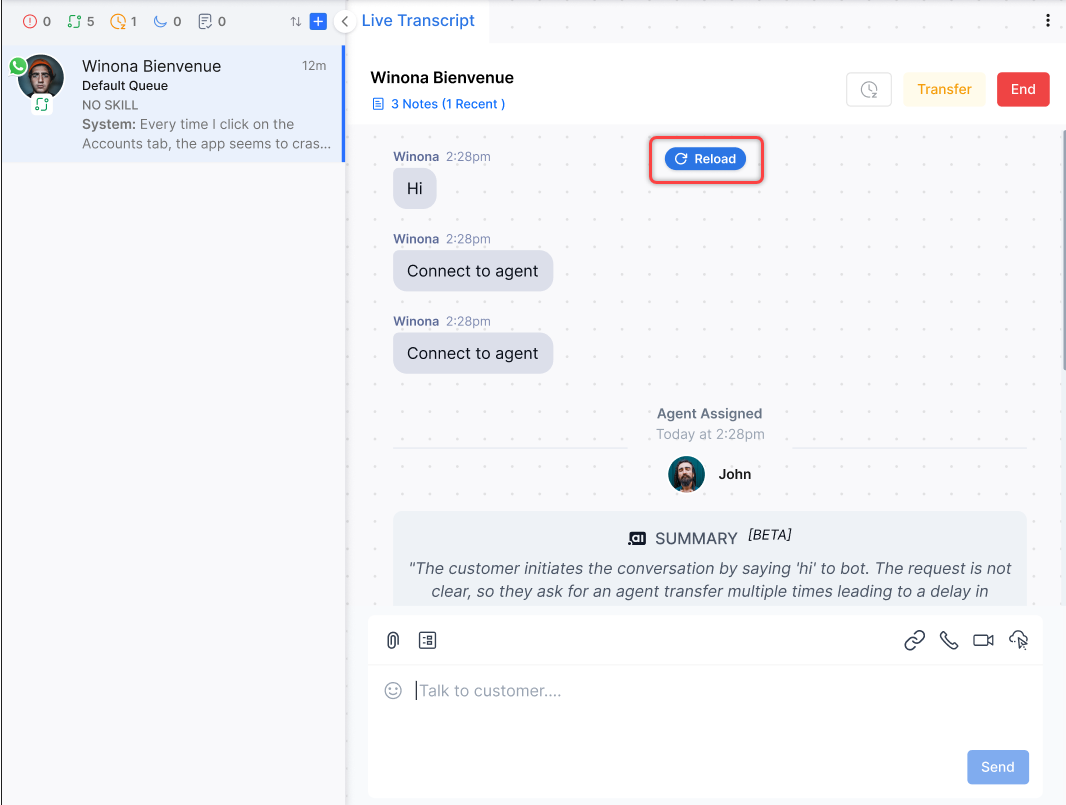 0 5 1 0 0
Live Transcript
Winona Bienvenue 12m
Default Queue
NO SKILL
System: Every time I click on the
Accounts tab, the app seems to cras...
Winona Bienvenue
3 Notes (1 Recent )
Transfer
End
Reload
Winona 2:28pm
Hi
Winona 2:28pm
Connect to agent
Winona 2:28pm
Connect to agent
Agent Assigned
Today at 2:28pm
John
.ai SUMMARY [BETA]
"The customer initiates the conversation by saying 'hi' to bot. The request is not
clear, so they ask for an agent transfer multiple times leading to a delay in
Talk to customer....
Send